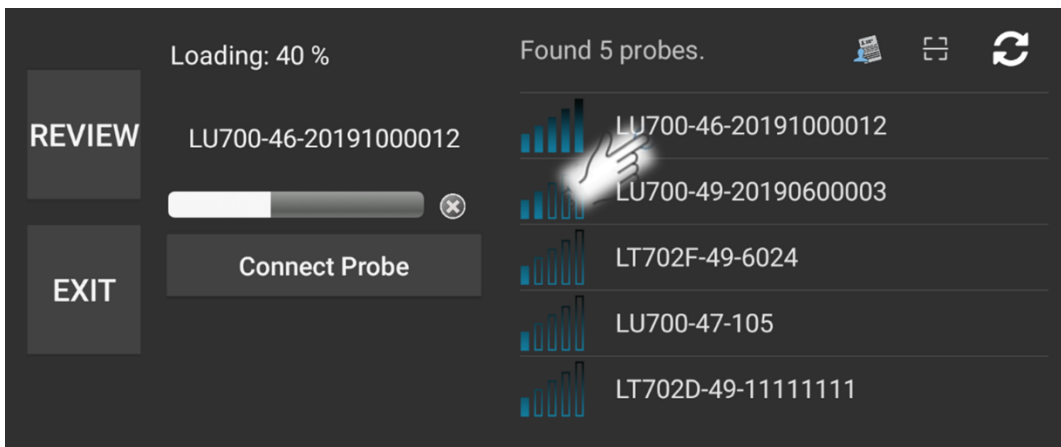 Loading: 40 %
Found 5 probes.
REVIEW
LU700-46-20191000012
EXIT
Connect Probe
LU700-46-20191000012
LU700-49-20190600003
LT702F-49-6024
LU700-47-105
LT702D-49-11111111